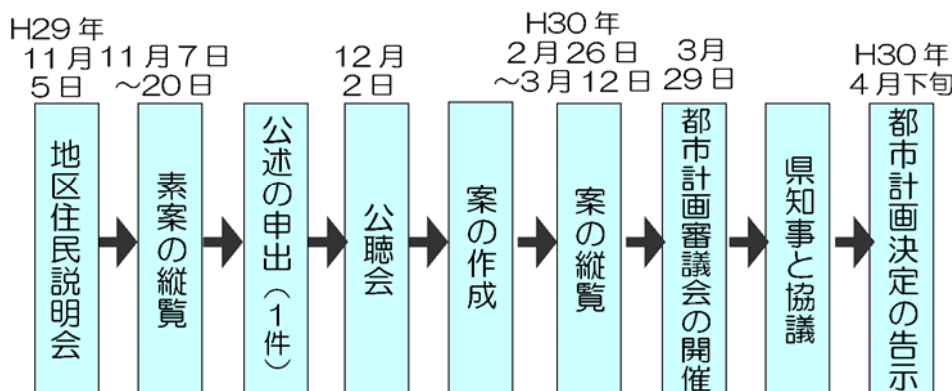 H29年
11月
5日
11月7日
～20日
12月
2日
H30年
2月26日
～3月12日
3月
29日
H30年
4月下旬
地区住民説明会
素案の縦覧
公述の申出（1件）
公聴会
案の作成
案の縦覧
都市計画審議会の開催
県知事と協議
都市計画決定の告示